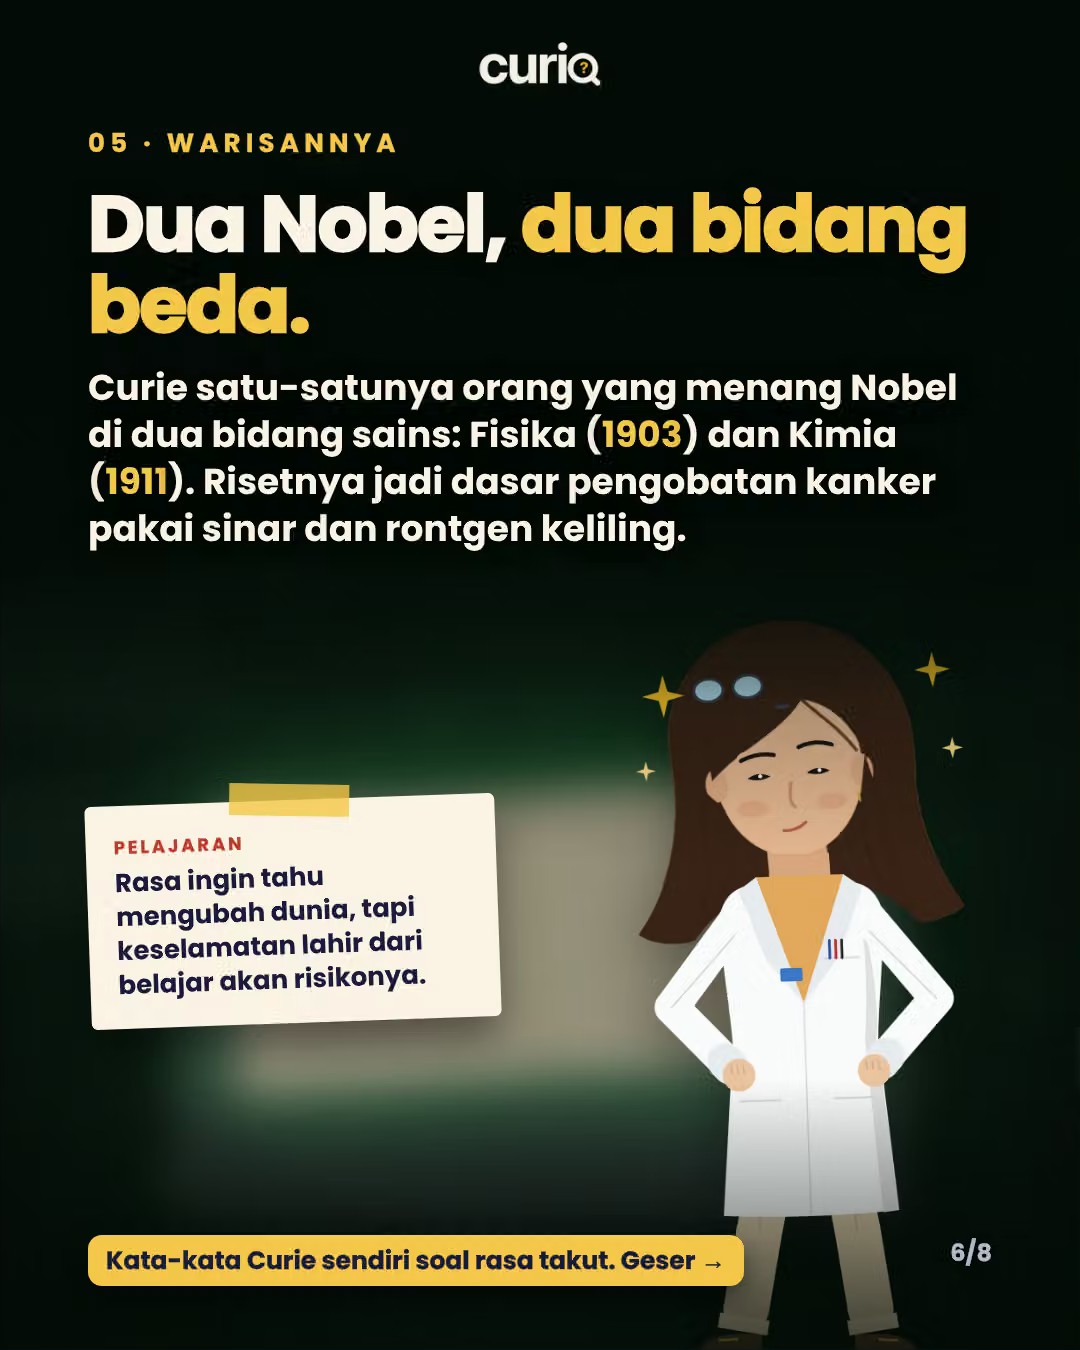 curio
05 · WARISANNYA
Dua Nobel, dua bidang
beda.
Curie satu-satunya orang yang menang Nobel
di dua bidang sains: Fisika (1903) dan Kimia
(1911). Risetnya jadi dasar pengobatan kanker
pakai sinar dan rontgen keliling.
PELAJARAN
Rasa ingin tahu
mengubah dunia, tapi
keselamatan lahir dari
belajar akan risikonya.
Kata-kata Curie sendiri soal rasa takut. Geser →
6/8